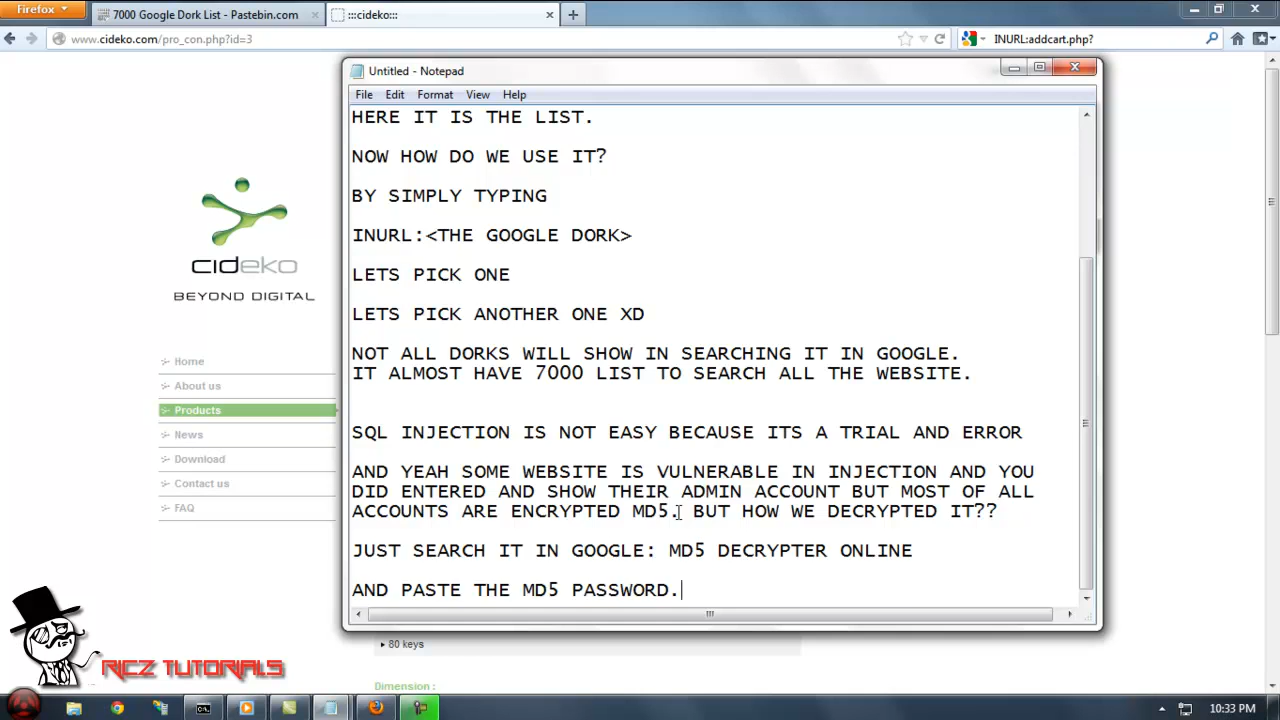 Firefox
7000 Google Dork List - Pastebin.com
:::cideko:::
www.cideko.com/pro_con.php?id=3
INURL:addcart.php?
Untitled - Notepad
File Edit Format View Help
HERE IT IS THE LIST.
NOW HOW DO WE USE IT?
BY SIMPLY TYPING
INURL:<THE GOOGLE DORK>
LETS PICK ONE
LETS PICK ANOTHER ONE XD
NOT ALL DORKS WILL SHOW IN SEARCHING IT IN GOOGLE.
IT ALMOST HAVE 7000 LIST TO SEARCH ALL THE WEBSITE.
SQL INJECTION IS NOT EASY BECAUSE ITS A TRIAL AND ERROR
AND YEAH SOME WEBSITE IS VULNERABLE IN INJECTION AND YOU
DID ENTERED AND SHOW THEIR ADMIN ACCOUNT BUT MOST OF ALL
ACCOUNTS ARE ENCRYPTED MD5. BUT HOW WE DECRYPTED IT??
JUST SEARCH IT IN GOOGLE: MD5 DECRYPTER ONLINE
AND PASTE THE MD5 PASSWORD.
cideko
BEYOND DIGITAL
Home
About us
Products
News
Download
Contact us
FAQ
80 keys
Dimension :
RICZ TUTORIALS
10:33 PM